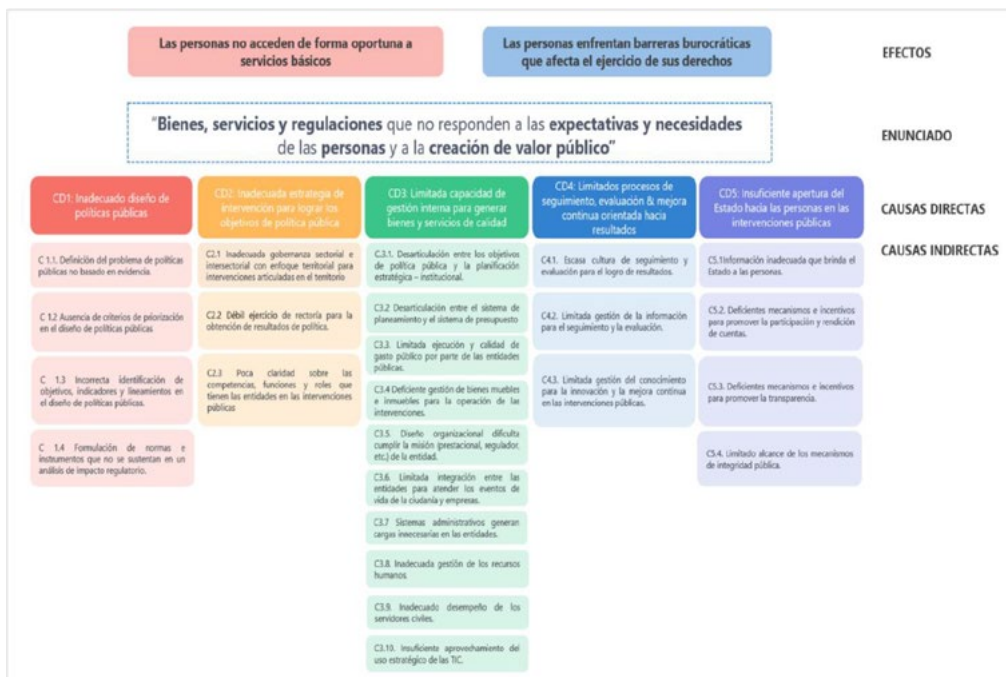 Las personas no acceden de forma oportuna a
servicios básicos
Las personas enfrentan barreras burocráticas
que afecta el ejercicio de sus derechos
EFECTOS
"Bienes, servicios y regulaciones que no responden a las expectativas y necesidades
de las personas y a la creación de valor público"
ENUNCIADO
CD1: Inadecuado diseño de
políticas públicas
CD2: Inadecuada estrategia de
intervención para lograr los
objetivos de política pública
CD3: Limitada capacidad de
gestión interna para generar
bienes y servicios de calidad
CD4: Limitados procesos de
seguimiento, evaluación & mejora
continua orientada hacia
resultados
CD5: Insuficiente apertura del
Estado hacia las personas en las
intervenciones públicas
CAUSAS DIRECTAS
CAUSAS INDIRECTAS
C 1.1. Definición del problema de políticas
públicas no basado en evidencia.
C 1.2 Ausencia de criterios de priorización
en el diseño de políticas públicas
C 1.3 Incorrecta identificación de
objetivos, indicadores y lineamientos en
el diseño de políticas públicas.
C 1.4 Formulación de normas e
instrumentos que no se sustentan en un
análisis de impacto regulatorio.
C2.1 Inadecuada gobernanza sectorial e
intersectorial con enfoque territorial para
intervenciones articuladas en el territorio
C2.2 Débil ejercicio de rectoría para la
obtención de resultados de política.
C2.3 Poca claridad sobre las
competencias, funciones y roles que
tienen las entidades en las intervenciones
públicas
C.3.1. Desarticulación entre los objetivos
de política pública y la planificación
estratégica – institucional.
C3.2 Desarticulación entre el sistema de
planeamiento y el sistema de presupuesto
C3.3. Limitada ejecución y calidad de
gasto público por parte de las entidades
públicas.
C3.4 Deficiente gestión de bienes muebles
e inmuebles para la operación de las
intervenciones.
C3.5. Diseño organizacional dificulta
cumplir la misión (prestacional, regulador,
etc.) de la entidad.
C3.6 Limitada integración entre las
entidades para atender los eventos de
vida de la ciudanía y empresas.
C3.7 Sistemas administrativos generan
cargas innecesarias en las entidades.
C3.8. Inadecuada gestión de los recursos
humanos
C3.9. Inadecuado desempeño de los
servidores civiles.
C3.10. Insuficiente aprovechamiento del
uso estratégico de las TIC.
C4.1. Escasa cultura de seguimiento y
evaluación para el logro de resultados.
C4.2. Limitada gestión de la información
para el seguimiento y la evaluación.
C4.3. Limitada gestión del conocimiento
para la innovación y la mejora continua
en las intervenciones públicas.
C5.1Información inadecuada que brinda el
Estado a las personas.
C5.2. Deficientes mecanismos e incentivos
para promover la participación y rendición
de cuentas.
C5.3. Deficientes mecanismos e incentivos
para promover la transparencia.
C5.4. Limitado alcance de los mecanismos
de integridad pública.